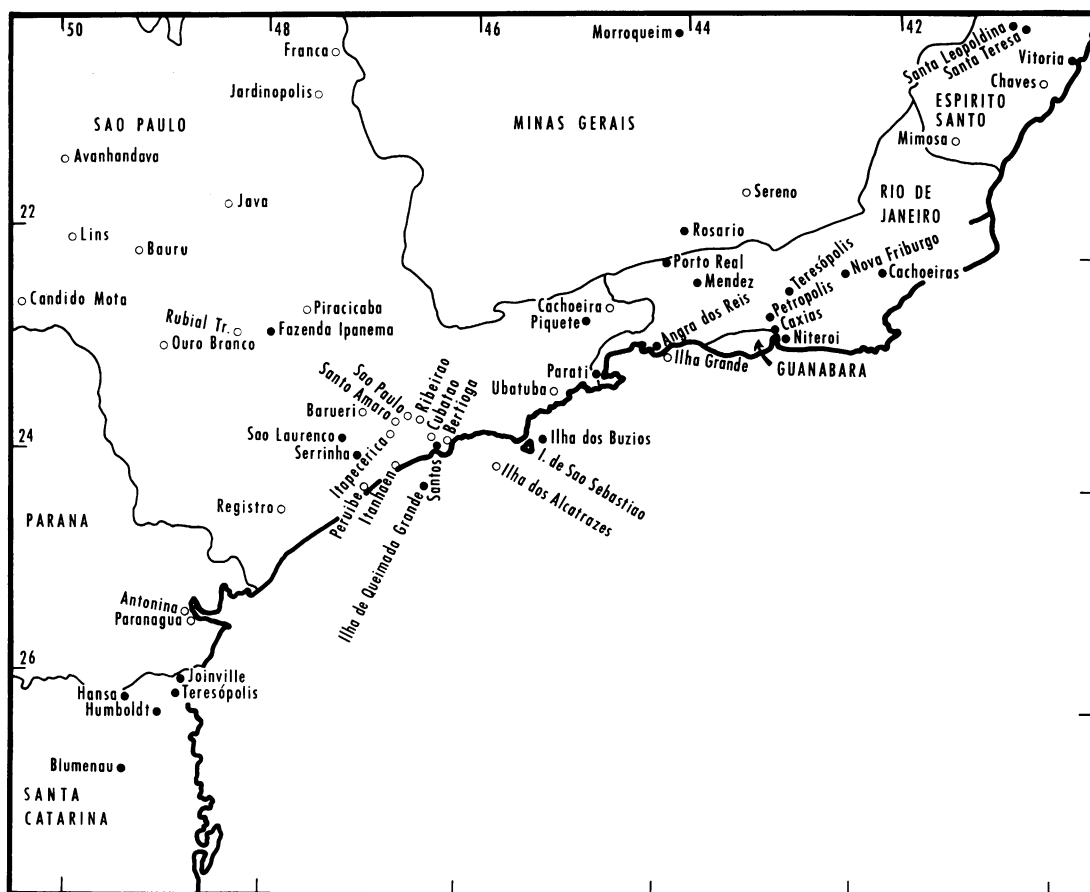 50
48
46
44
42
Morroqueim
Santa Leopoldina
Santa Teresa
Vitoria
Franca
Chaves
Jardinopolis
ESPIRITO
SANTO
SAO PAULO
MINAS GERAIS
Mimosa
Avanhandava
Sereno
RIO DE
JANEIRO
Java
22
Lins
Rosario
Bauru
Porto Real
Mendez
Teresópolis
Nova Friburgo
Cachoeiras
Petropolis
Candido Mota
Piracicaba
Cachoeira
Piquete
Angra dos Reis
Caxias
Niteroi
Rubial Tr.
Fazenda Ipanema
Ouro Branco
Ilha Grande
GUANABARA
Parati
Ubatuba
Sao Paulo
Santo Amaro
Ribeirao
Cubatao
Bertioga
Barueri
Sao Laurenco
Serrinha
24
Itapecerica
Ilha dos Buzios
I. de Sao Sebastiao
Ilha dos Alcatrazes
Santos
Itanhaen
Peruibe
Ilha de Queimada Grande
Registro
PARANA
Antonina
Paranagua
26
Joinville
Teresópolis
Hansa
Humboldt
Blumenau
SANTA
CATARINA